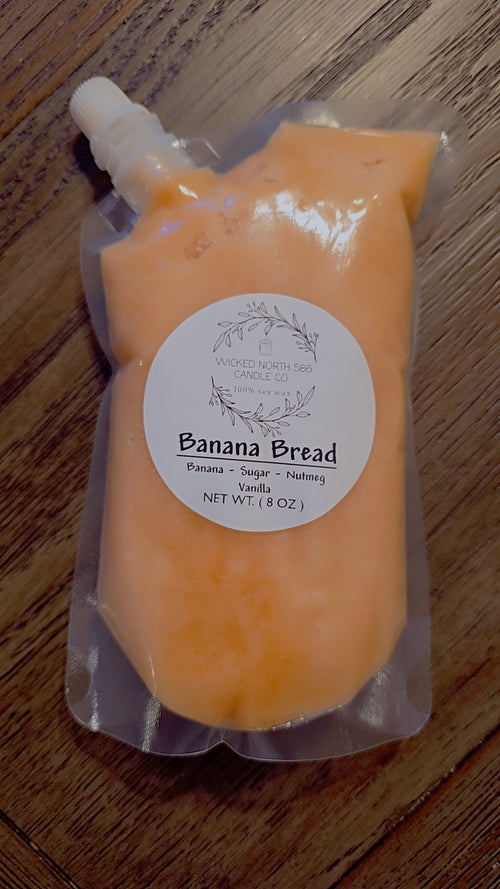 WICKED NORTH 586
CANDLE CO.
100% soy wax
Banana Bread
Banana - Sugar - Nutmeg
Vanilla
NET WT. ( 8 OZ )